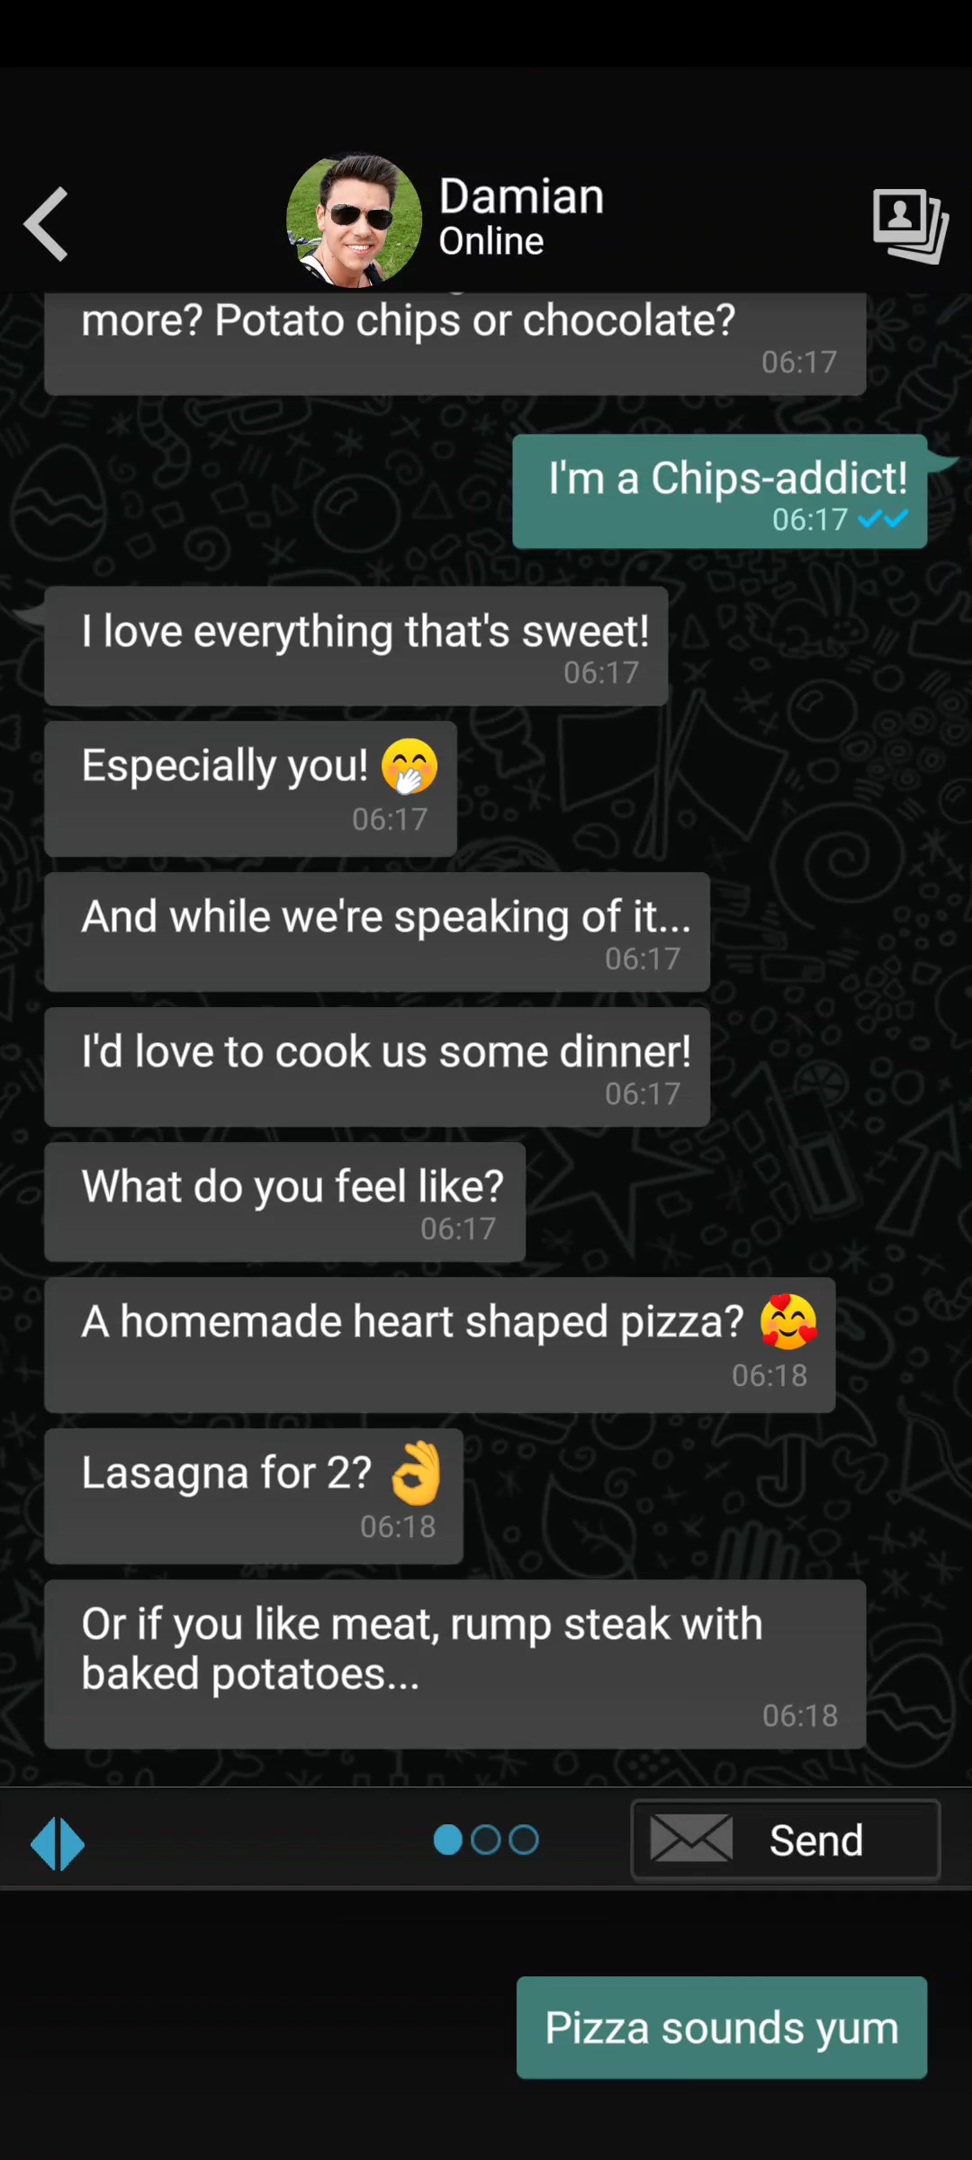 Damian
Online
more? Potato chips or chocolate?
06:17
I'm a Chips-addict!
06:17
I love everything that's sweet!
06:17
Especially you! 🤭
06:17
And while we're speaking of it...
06:17
I'd love to cook us some dinner!
06:17
What do you feel like?
06:17
A homemade heart shaped pizza? 🥰
06:18
Lasagna for 2? 👌
06:18
Or if you like meat, rump steak with
baked potatoes...
06:18
Send
Pizza sounds yum